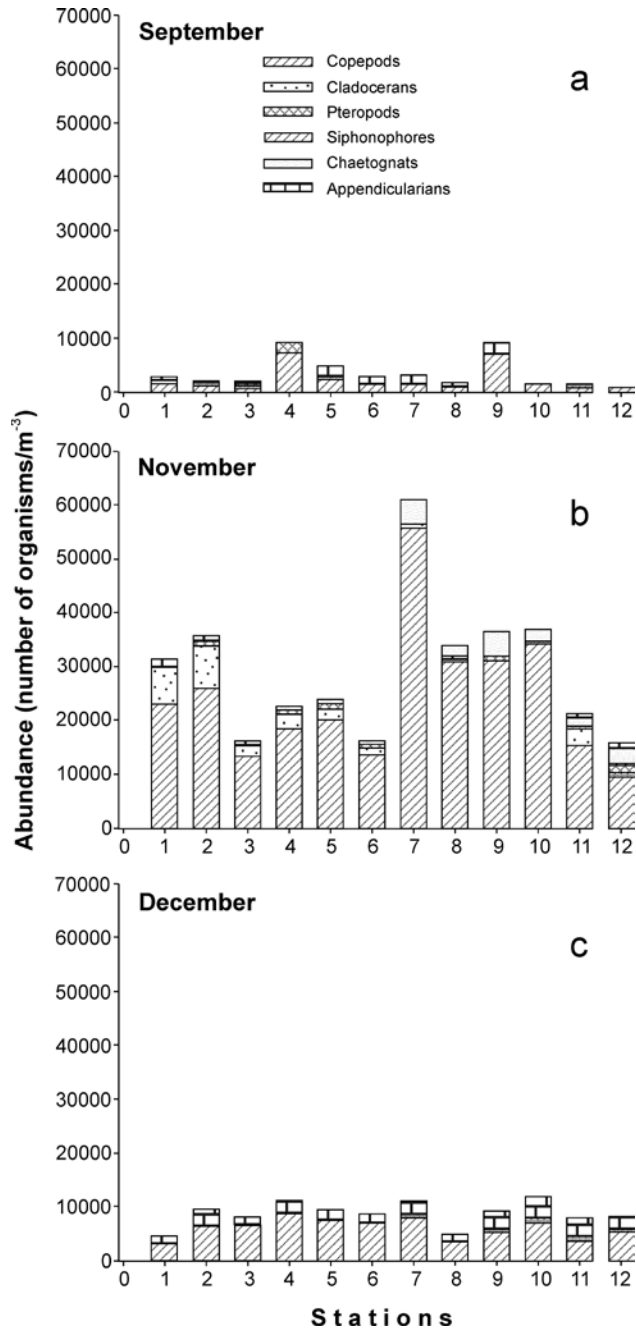 Abundance (number of organisms/m⁻³)
September
a
Copepods
Cladocerans
Pteropods
Siphonophores
Chaetognats
Appendicularians
70000
60000
50000
40000
30000
20000
10000
0
0 1 2 3 4 5 6 7 8 9 10 11 12
November
b
70000
60000
50000
40000
30000
20000
10000
0
0 1 2 3 4 5 6 7 8 9 10 11 12
December
c
70000
60000
50000
40000
30000
20000
10000
0
0 1 2 3 4 5 6 7 8 9 10 11 12
Stations